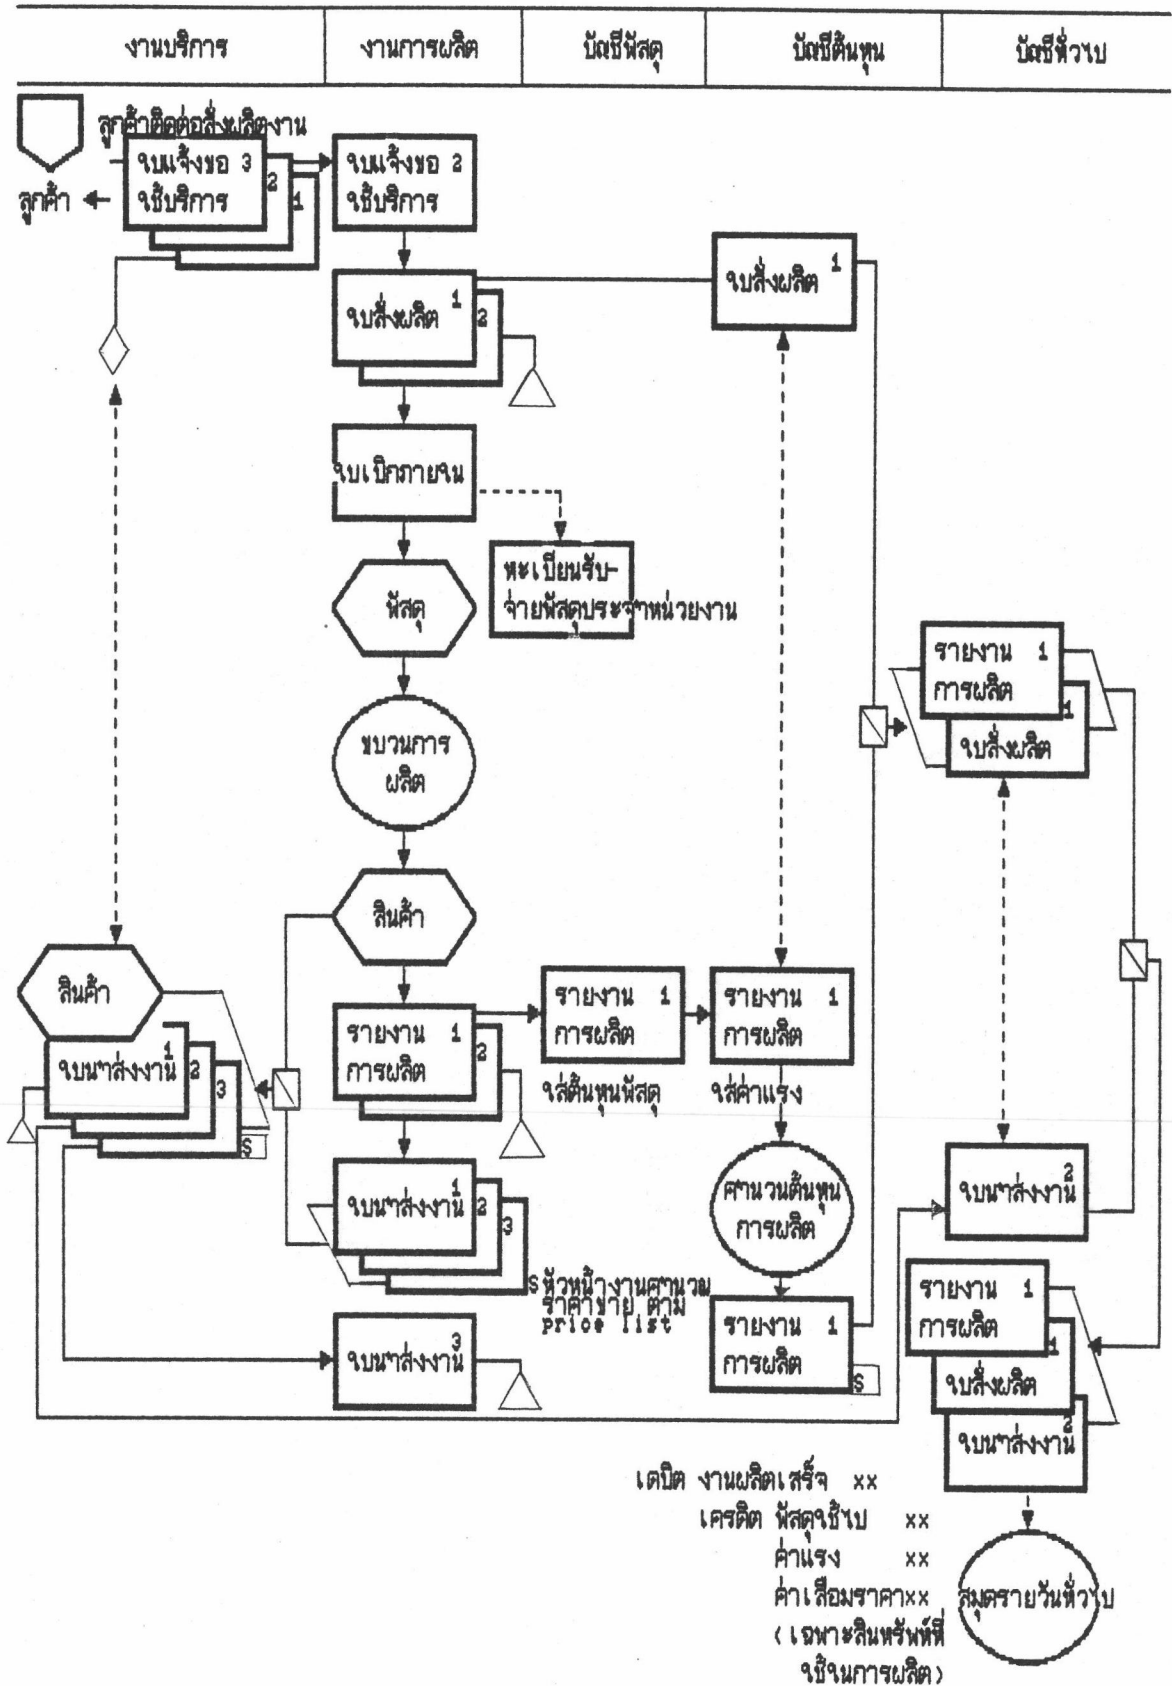 งานบริการ
งานการผลิต
บัญชีพัสดุ
บัญชีต้นทุน
บัญชีทั่วไป
ลูกค้าติดต่อสั่งผลิตงาน
ลูกค้า
ใบแจ้งขอ 3
ใช้บริการ
2
1
ใบแจ้งขอ 2
ใช้บริการ
ใบสั่งผลิต 1
2
ใบสั่งผลิต 1
ใบเบิกภายใน
ทะเบียนรับ-
จ่ายพัสดุประจำหน่วยงาน
พัสดุ
ขบวนการ
ผลิต
รายงาน 1
การผลิต
1
ใบสั่งผลิต
สินค้า
สินค้า
ใบนำส่งงาน 1
2
3
S
รายงาน 1
การผลิต
2
รายงาน 1
การผลิต
ใส่ต้นทุนพัสดุ
รายงาน 1
การผลิต
ใส่ค่าแรง
ใบนำส่งงาน 1
2
3
S หัวหน้างานคำนวณ
ราคาขาย ตาม
price list
คำนวนต้นทุน
การผลิต
ใบนำส่งงาน 2
ใบนำส่งงาน 3
รายงาน 1
การผลิต
S
รายงาน 1
การผลิต
1
ใบสั่งผลิต
2
ใบนำส่งงาน
เดบิต งานผลิตเสร็จ xx
เครดิต พัสดุใช้ไป xx
ค่าแรง xx
ค่าเสื่อมราคาxx
(เฉพาะสินทรัพท์ที่
ใช้ในการผลิต)
สมุดรายวันทั่วไป